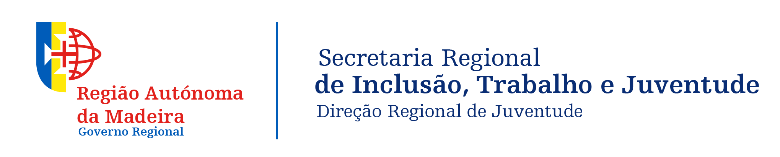 Região Autónoma
da Madeira
Governo Regional
Secretaria Regional
de Inclusão, Trabalho e Juventude
Direção Regional de Juventude